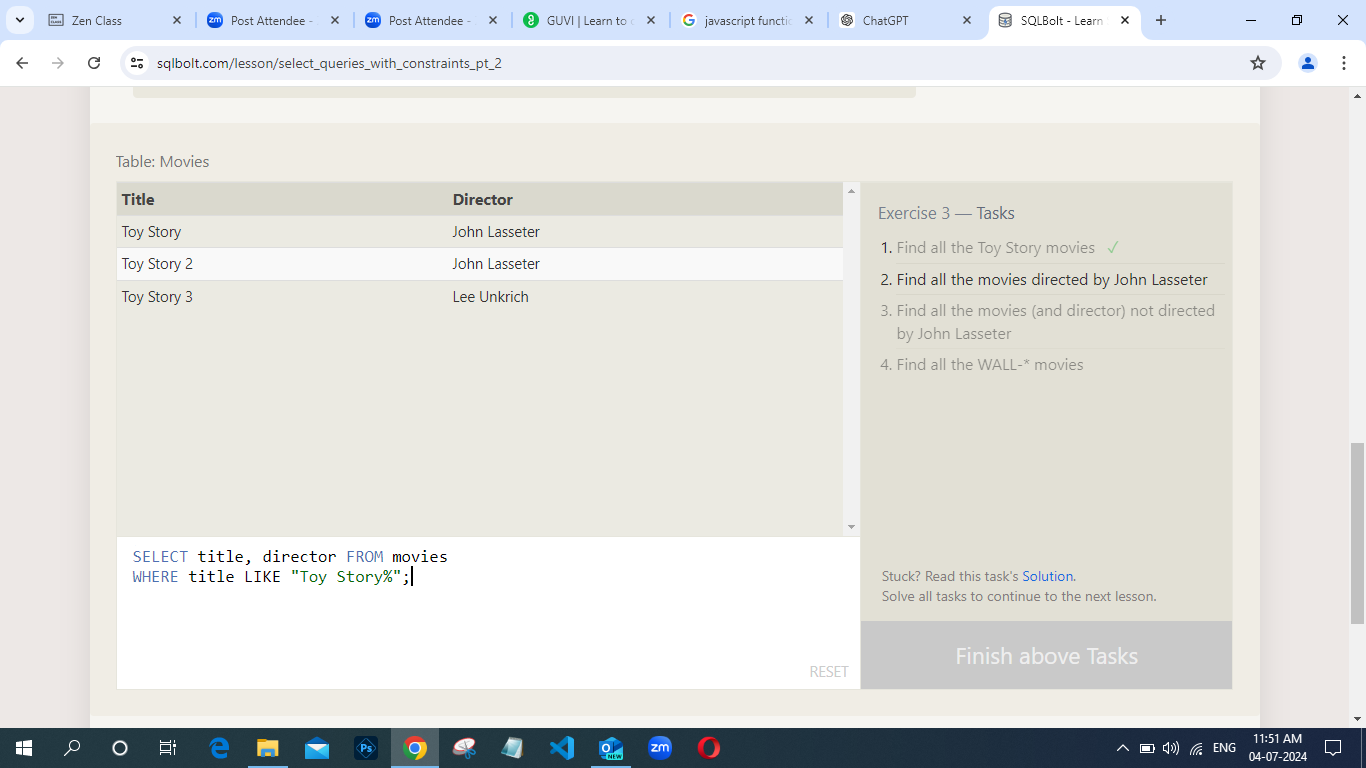 Zen Class
Post Attendee -
Post Attendee -
GUVI | Learn to
javascript functi
ChatGPT
SQLBolt - Learn
sqlbolt.com/lesson/select_queries_with_constraints_pt_2
Table: Movies
Title Director
Toy Story John Lasseter
Toy Story 2 John Lasseter
Toy Story 3 Lee Unkrich
Exercise 3 — Tasks
1. Find all the Toy Story movies ✓
2. Find all the movies directed by John Lasseter
3. Find all the movies (and director) not directed
by John Lasseter
4. Find all the WALL-* movies
SELECT title, director FROM movies
WHERE title LIKE "Toy Story%";
RESET
Stuck? Read this task's Solution.
Solve all tasks to continue to the next lesson.
Finish above Tasks
ENG
11:51 AM
04-07-2024